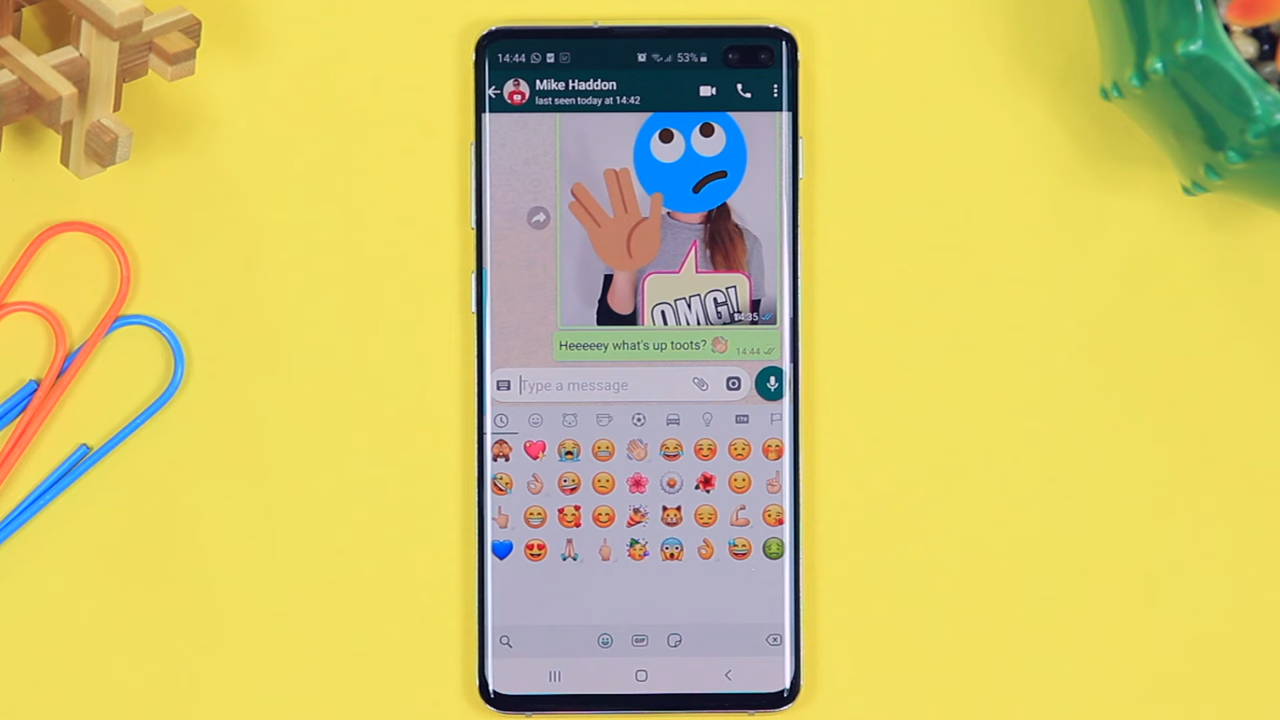 14:44
53%
Mike Haddon
last seen today at 14:42
OMG!
14:35
Heeeeey what's up toots? 👋🏼
14:44
Type a message
GIF